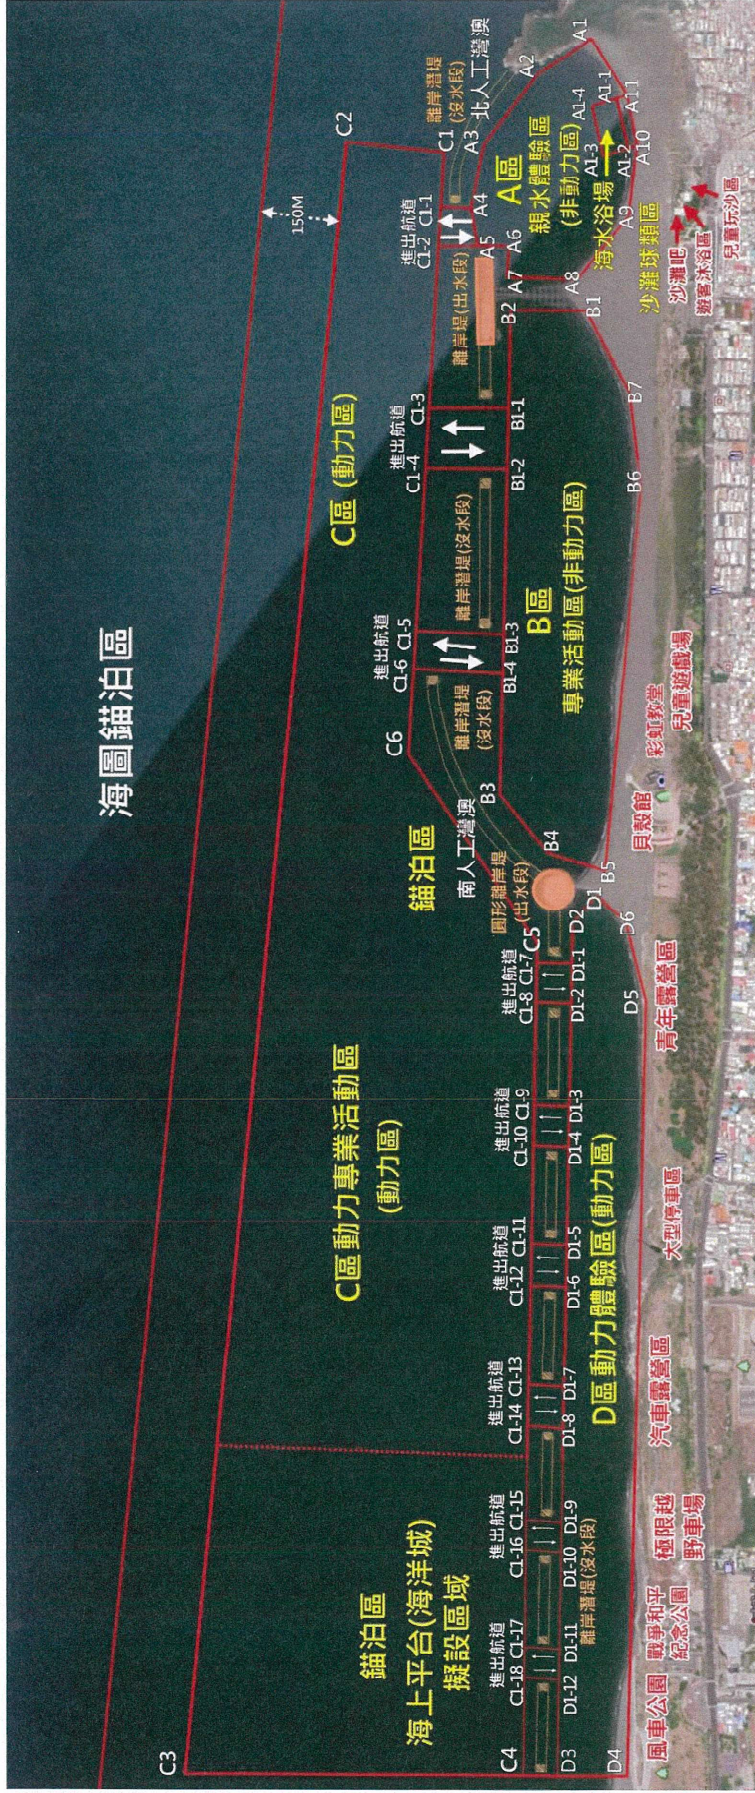 海圖錨泊區
150M
C3
C2
C區 (動力區)
C區動力專業活動區
(動力區)
錨泊區
海上平台(海洋城)
擬設區域
錨泊區
C4
進出航道
C1-18 C1-17
進出航道
C1-16 C1-15
進出航道
C1-14 C1-13
進出航道
C1-12 C1-11
進出航道
C1-10 C1-9
進出航道
C1-8 C1-7
C5
C6
進出航道
C1-6 C1-5
進出航道
C1-4 C1-3
進出航道
C1-2 C1-1
C1
離岸潛堤
(沒水段)
北人工灣澳
南人工灣澳
圓形離岸堤
(出水段)
離岸潛堤
(沒水段)
離岸潛堤(沒水段)
離岸堤(出水段)
D3
D1-12 D1-11
D1-10 D1-9
D1-8 D1-7
D1-6 D1-5
D1-4 D1-3
D1-2 D1-1
D2
D1
離岸潛堤(沒水段)
D區 動力體驗區(動力區)
D4
D5
D6
B3
B4
B5
B1-4 B1-3
B1-2 B1-1
B2
B1
B6
B7
B區
專業活動區(非動力區)
A1
A2
A3
A4
A5
A6
A7
A8
A9
A10
A11
A1-1
A1-2
A1-3
A1-4
A區
親水體驗區
(非動力區)
海水浴場
沙灘球類區
沙灘吧
遊客沐浴區
兒童玩沙區
風車公園
戰爭和平
紀念公園
極限越
野車場
汽車露營區
大型停車區
青年露營區
貝殼館
彩虹教堂
兒童遊戲場